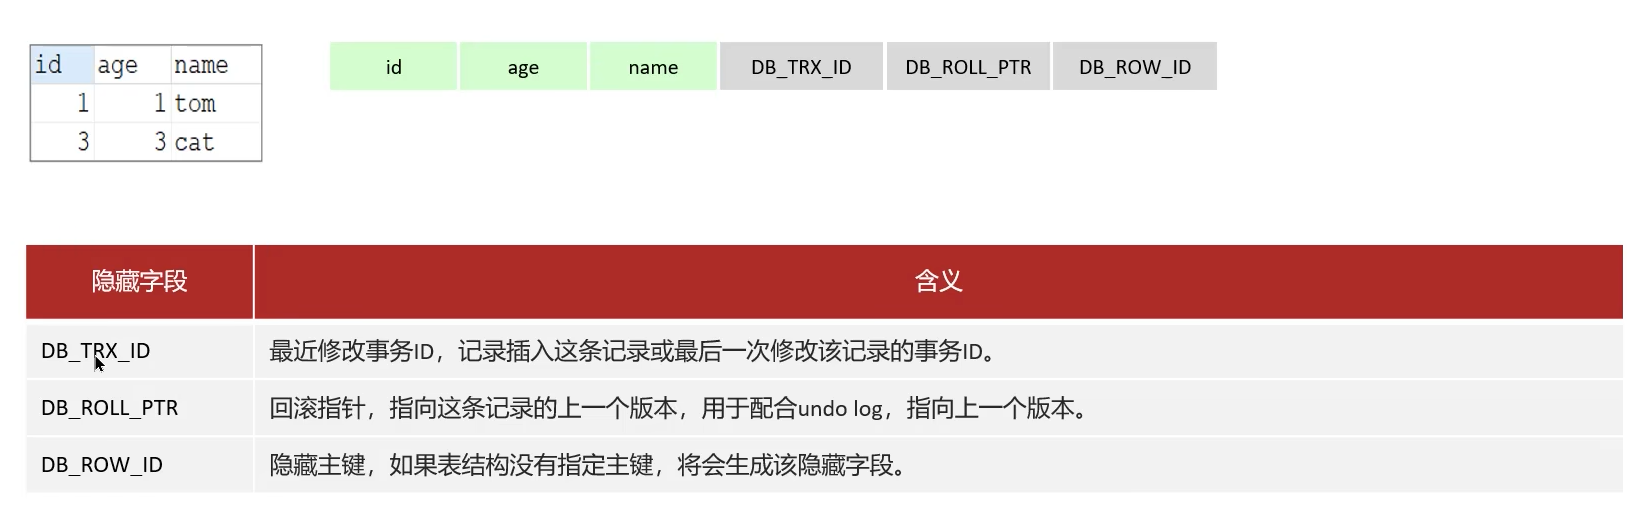 id age name
1 1 tom
3 3 cat
id age name DB_TRX_ID DB_ROLL_PTR DB_ROW_ID
隐藏字段 含义
DB_TRX_ID 最近修改事务ID，记录插入这条记录或最后一次修改该记录的事务ID。
DB_ROLL_PTR 回滚指针，指向这条记录的上一个版本，用于配合undo log，指向上一个版本。
DB_ROW_ID 隐藏主键，如果表结构没有指定主键，将会生成该隐藏字段。